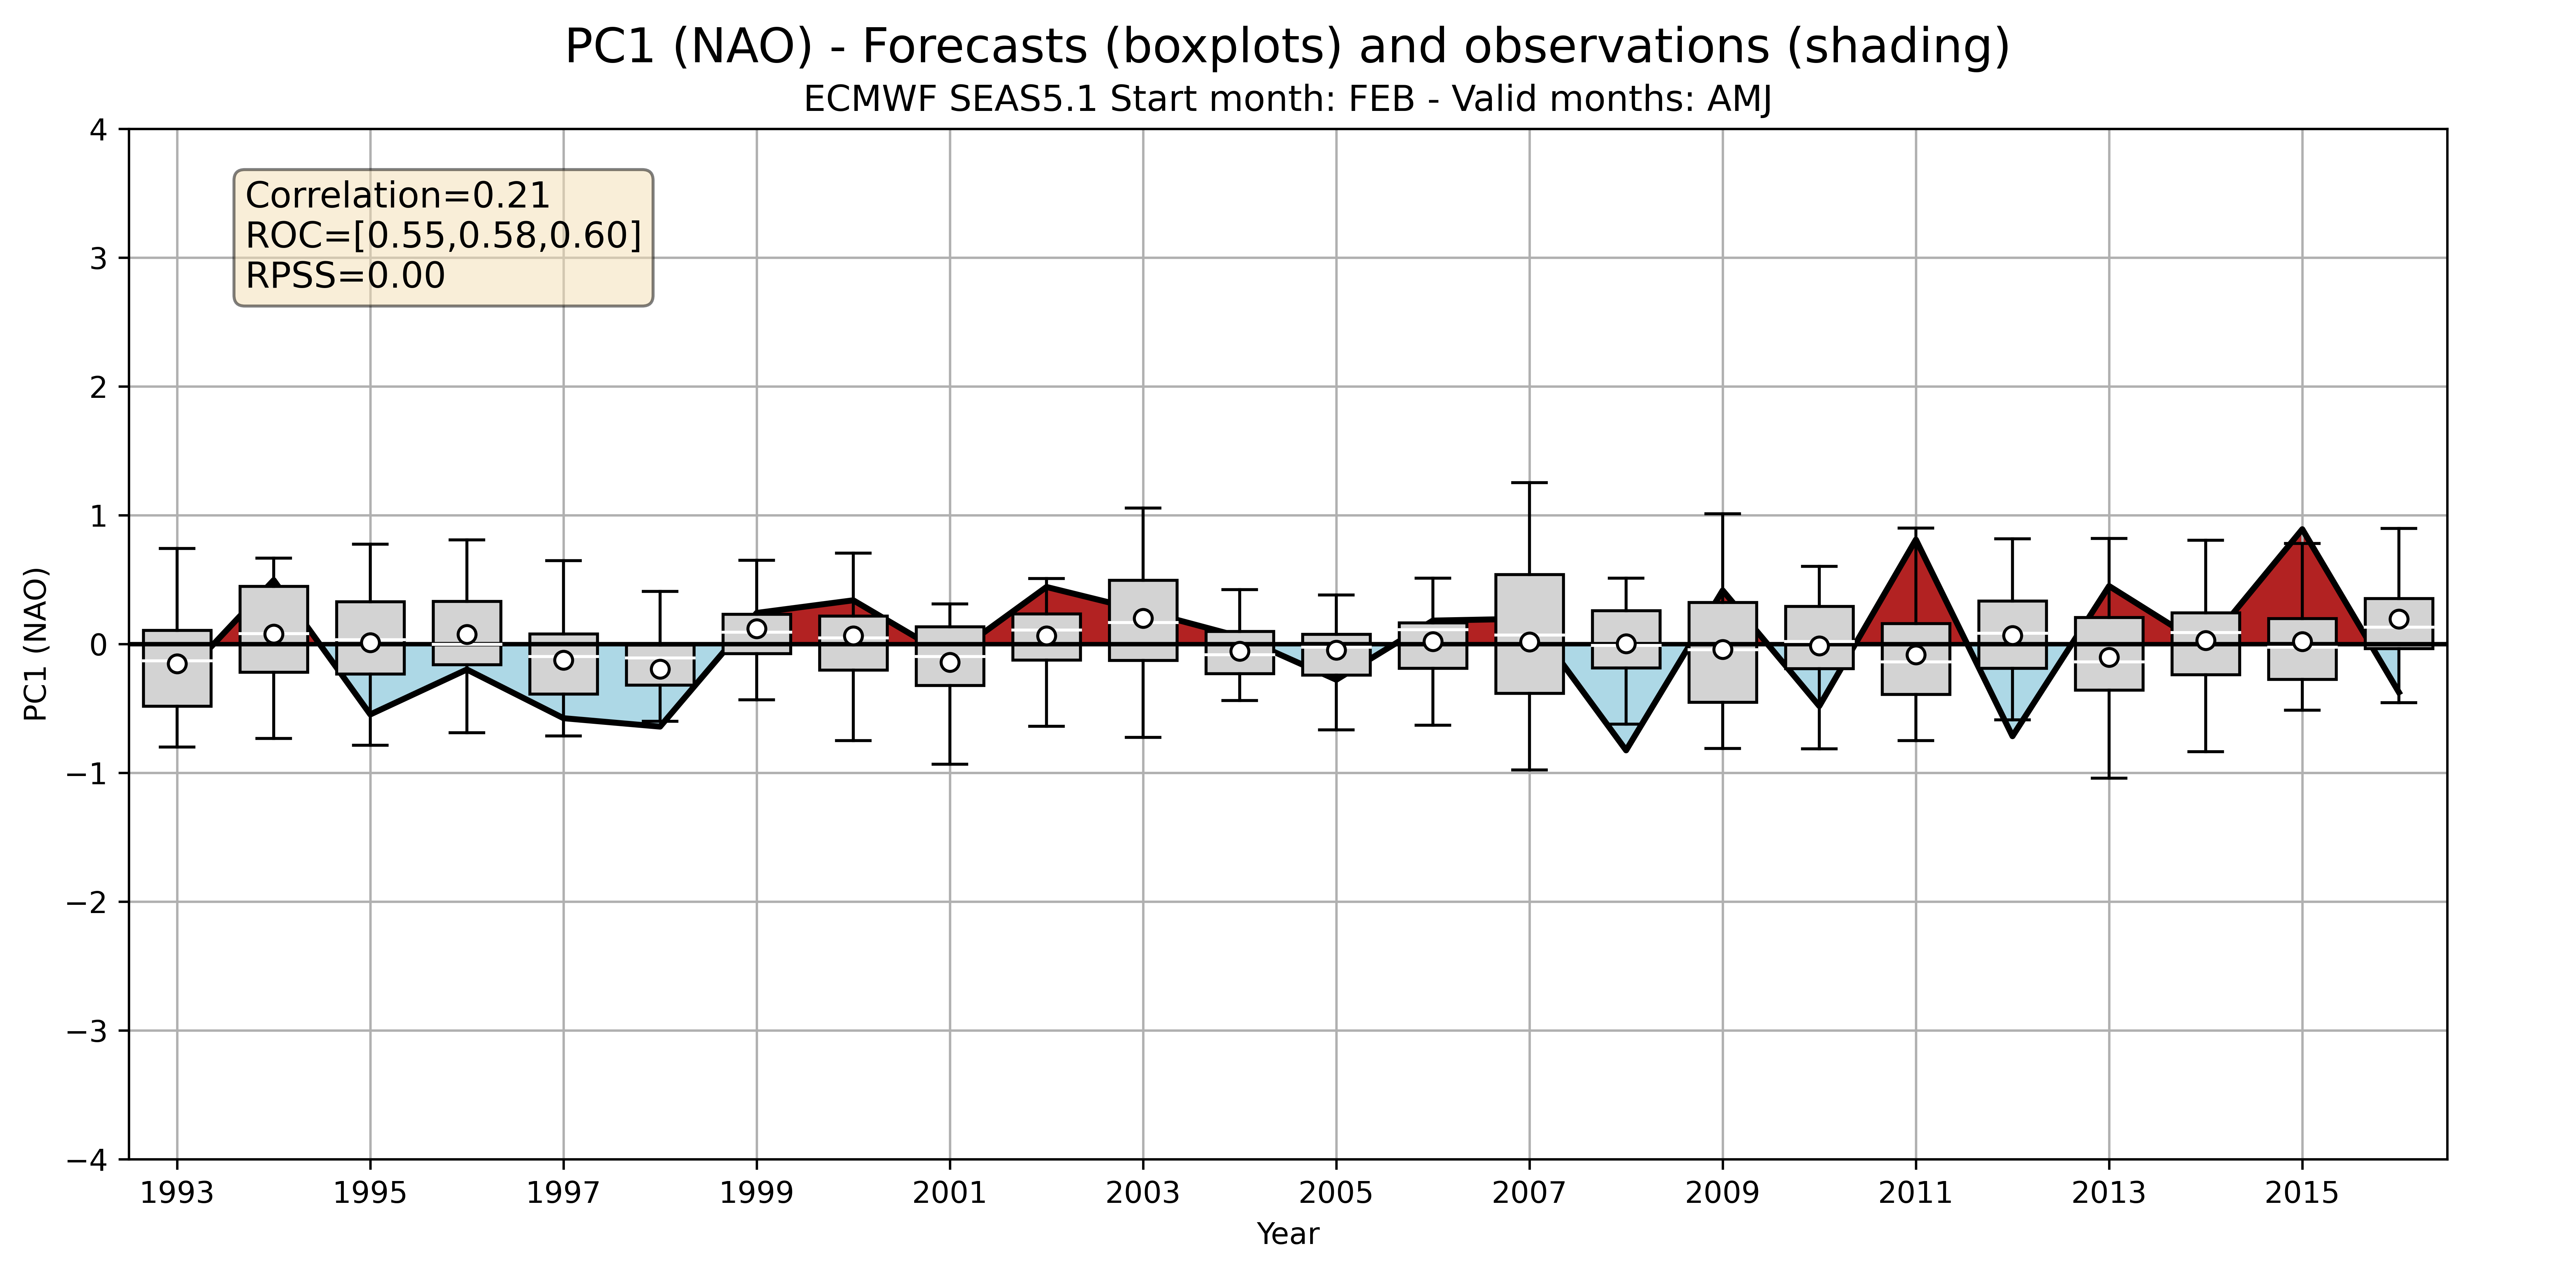 PC1 (NAO) - Forecasts (boxplots) and observations (shading)
ECMWF SEAS5.1 Start month: FEB - Valid months: AMJ
Correlation=0.21
ROC=[0.55,0.58,0.60]
RPSS=0.00
PC1 (NAO)
4
3
2
1
0
−1
−2
−3
−4
1993 1995 1997 1999 2001 2003 2005 2007 2009 2011 2013 2015
Year